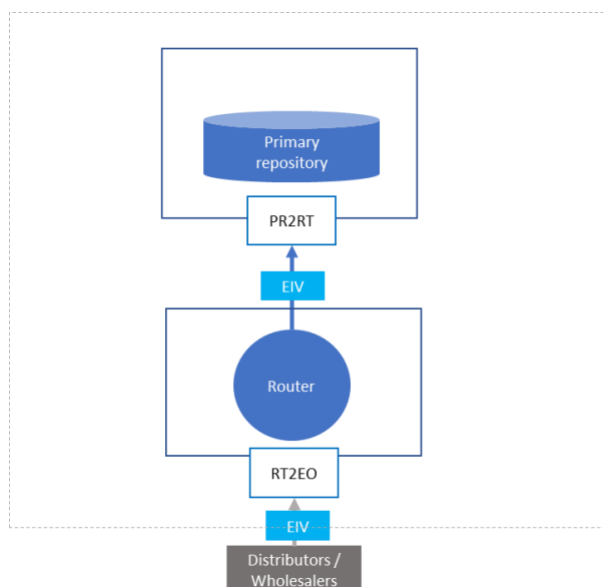 Primary
repository
PR2RT
EIV
Router
RT2EO
EIV
Distributors /
Wholesalers